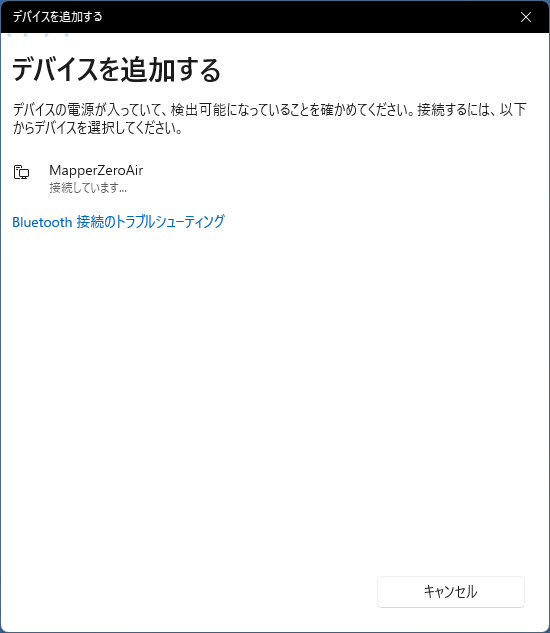 デバイスを追加する
デバイスを追加する
デバイスの電源が入っていて、検出可能になっていることを確かめてください。接続するには、以下
からデバイスを選択してください。
MapperZeroAir
接続しています...
Bluetooth 接続のトラブルシューティング
キャンセル